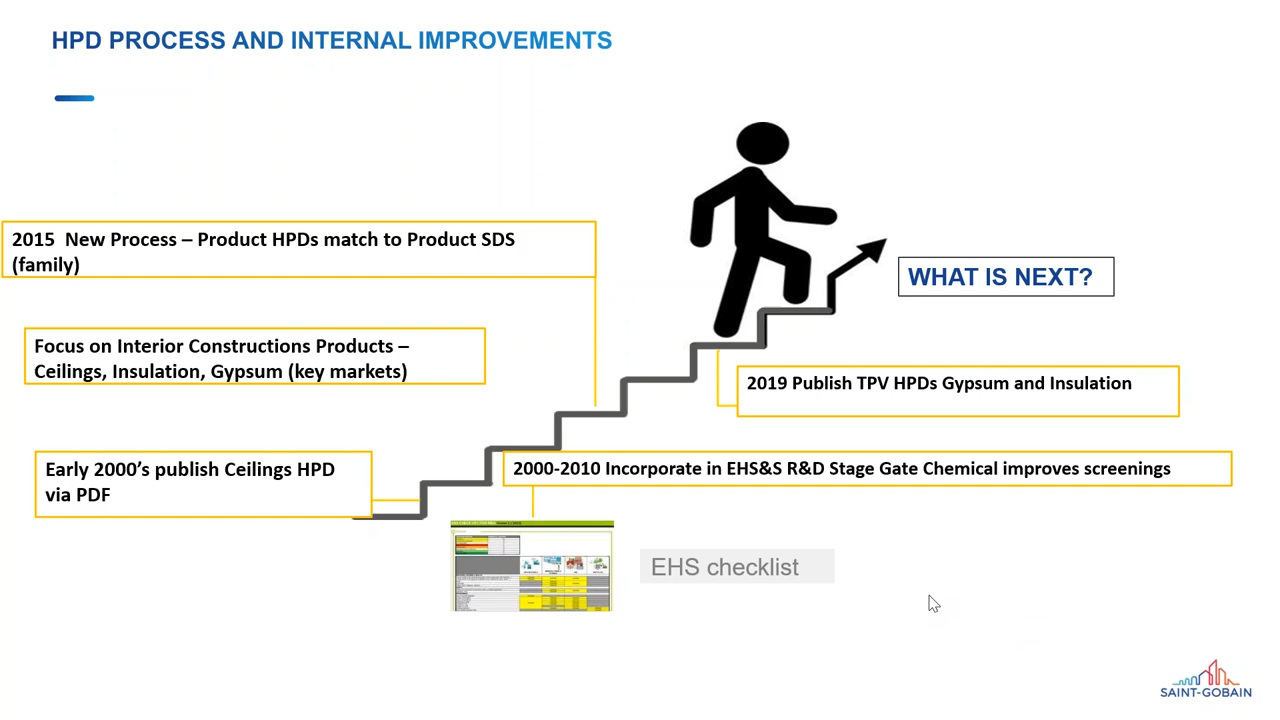 HPD PROCESS AND INTERNAL IMPROVEMENTS
2015 New Process – Product HPDs match to Product SDS
(family)
WHAT IS NEXT?
Focus on Interior Constructions Products –
Ceilings, Insulation, Gypsum (key markets)
2019 Publish TPV HPDs Gypsum and Insulation
Early 2000’s publish Ceilings HPD
via PDF
2000-2010 Incorporate in EHS&S R&D Stage Gate Chemical improves screenings
EHS checklist
SAINT-GOBAIN